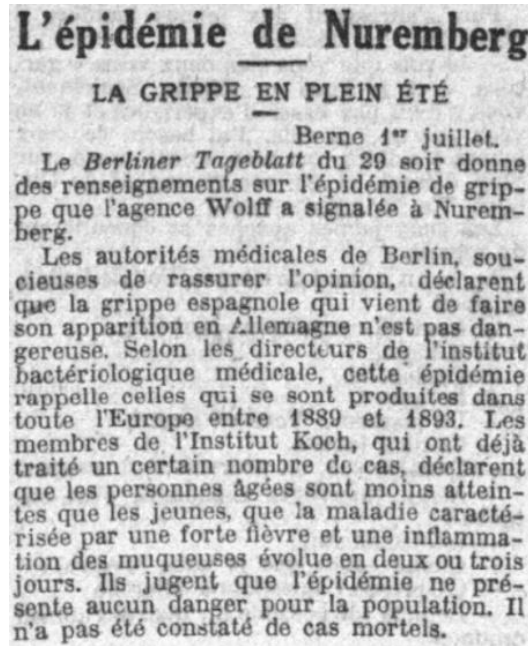 L'épidémie de Nuremberg
LA GRIPPE EN PLEIN ÉTÉ
Berne 1er juillet.
Le Berliner Tageblatt du 29 soir donne
des renseignements sur l'épidémie de grip-
pe que l'agence Wolff a signalée à Nurem-
berg.
Les autorités médicales de Berlin, sou-
cieuses de rassurer l'opinion, déclarent
que la grippe espagnole qui vient de faire
son apparition en Allemagne n'est pas dan-
gereuse. Selon les directeurs de l'institut
bactériologique médicale, cette épidémie
rappelle celles qui se sont produites dans
toute l'Europe entre 1889 et 1893. Les
membres de l'Institut Koch, qui ont déjà
traité un certain nombre de cas, déclarent
que les personnes âgées sont moins attein-
tes que les jeunes, que la maladie caracté-
risée par une forte fièvre et une inflamma-
tion des muqueuses évolue en deux ou trois
jours. Ils jugent que l'épidémie ne pré-
sente aucun danger pour la population. Il
n'a pas été constaté de cas mortels.